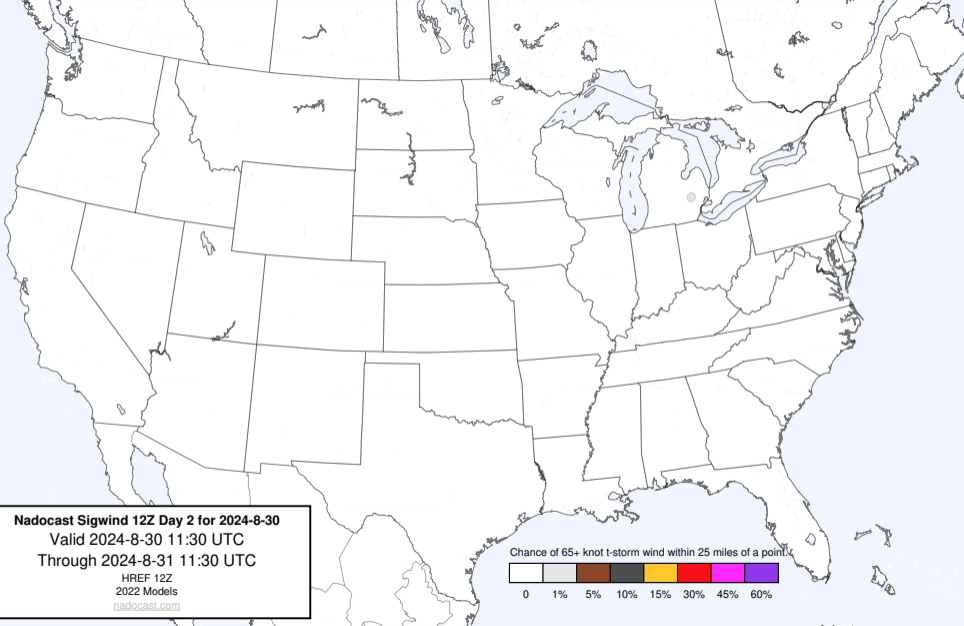 Nadocast Sigwind 12Z Day 2 for 2024-8-30
Valid 2024-8-30 11:30 UTC
Through 2024-8-31 11:30 UTC
HREF 12Z
2022 Models
nadocast.com
Chance of 65+ knot t-storm wind within 25 miles of a point.
0 1% 5% 10% 15% 30% 45% 60%